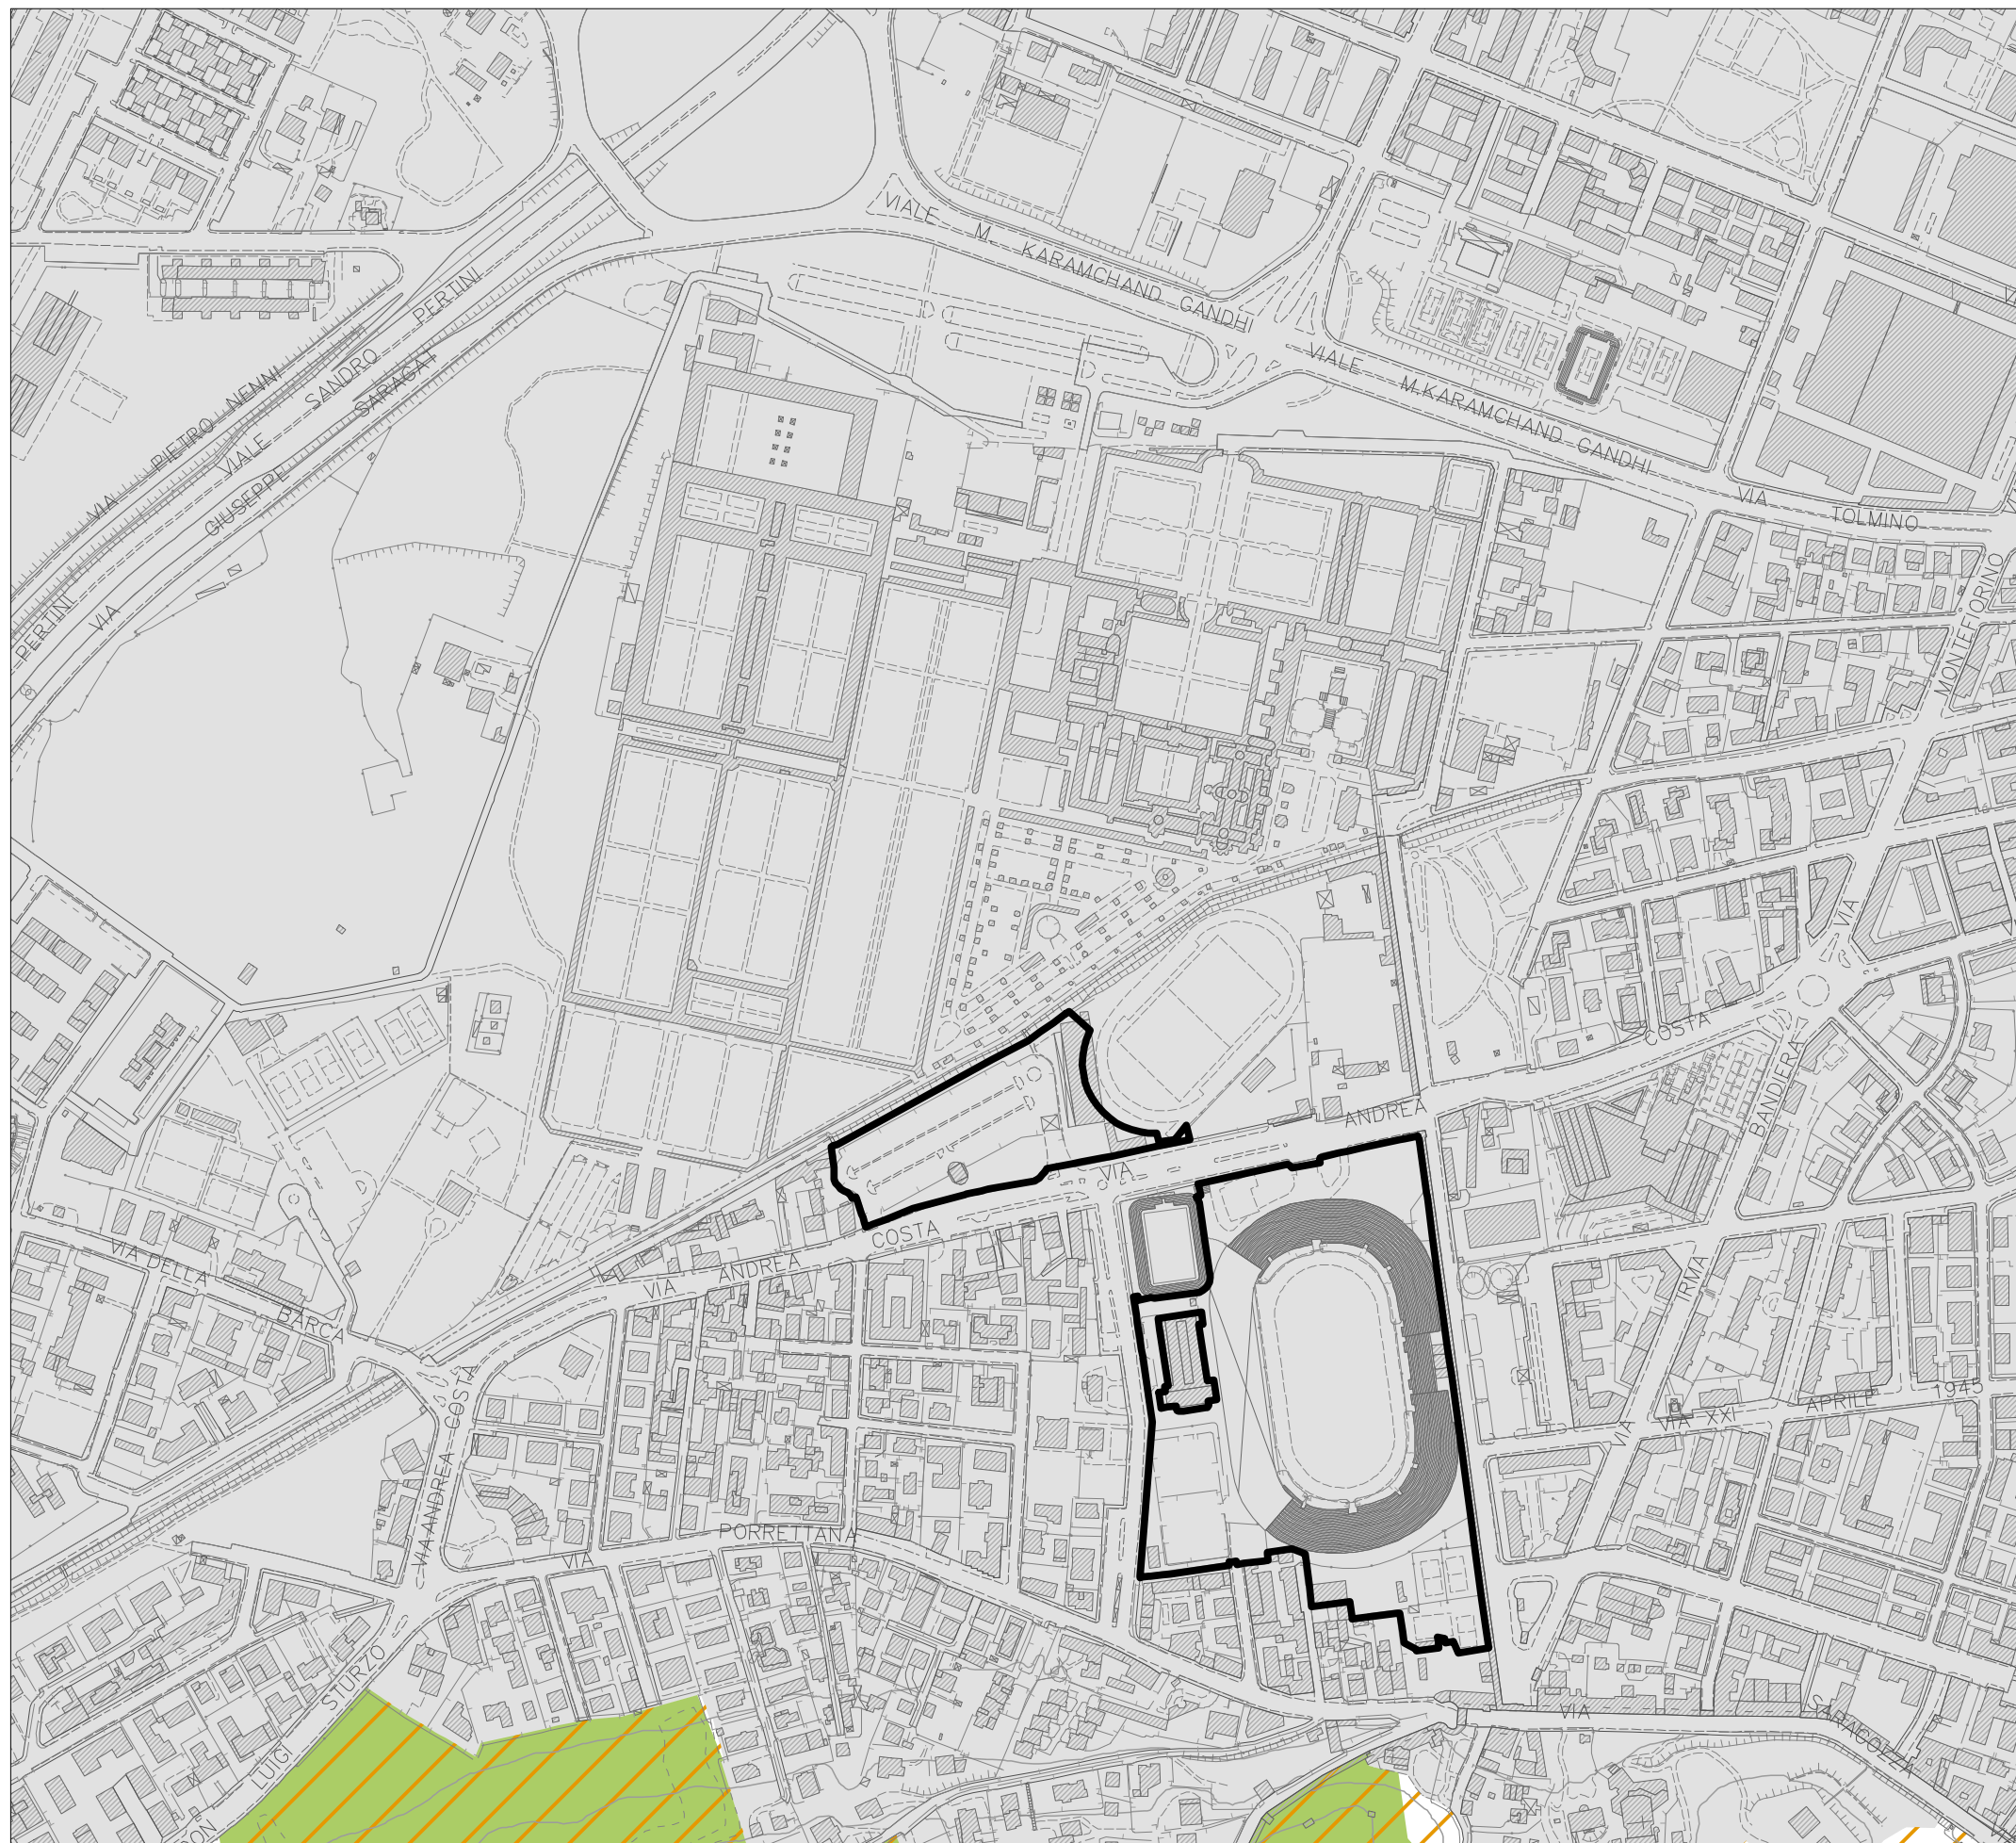 VIALE M. KARAMCHAND GANDHI
VIALE M.KARAMCHAND GANDHI
VIA TOLMINO
MONTEFIORINO
VIA PIETRO NENNI
VIALE SANDRO PERTINI
VIA GIUSEPPE SARAGAT
PERTINI
VIA
COSTA
ANDREA
VIA
BANDIERA
COSTA
VIA ANDREA
VIA DELLA BARCA
IRMA
VIA
VIA XXI APRILE 1945
VIA ANDREA COSTA
VIA PORRETTANA
DON LUIGI STURZO
VIA SARAGOZZA